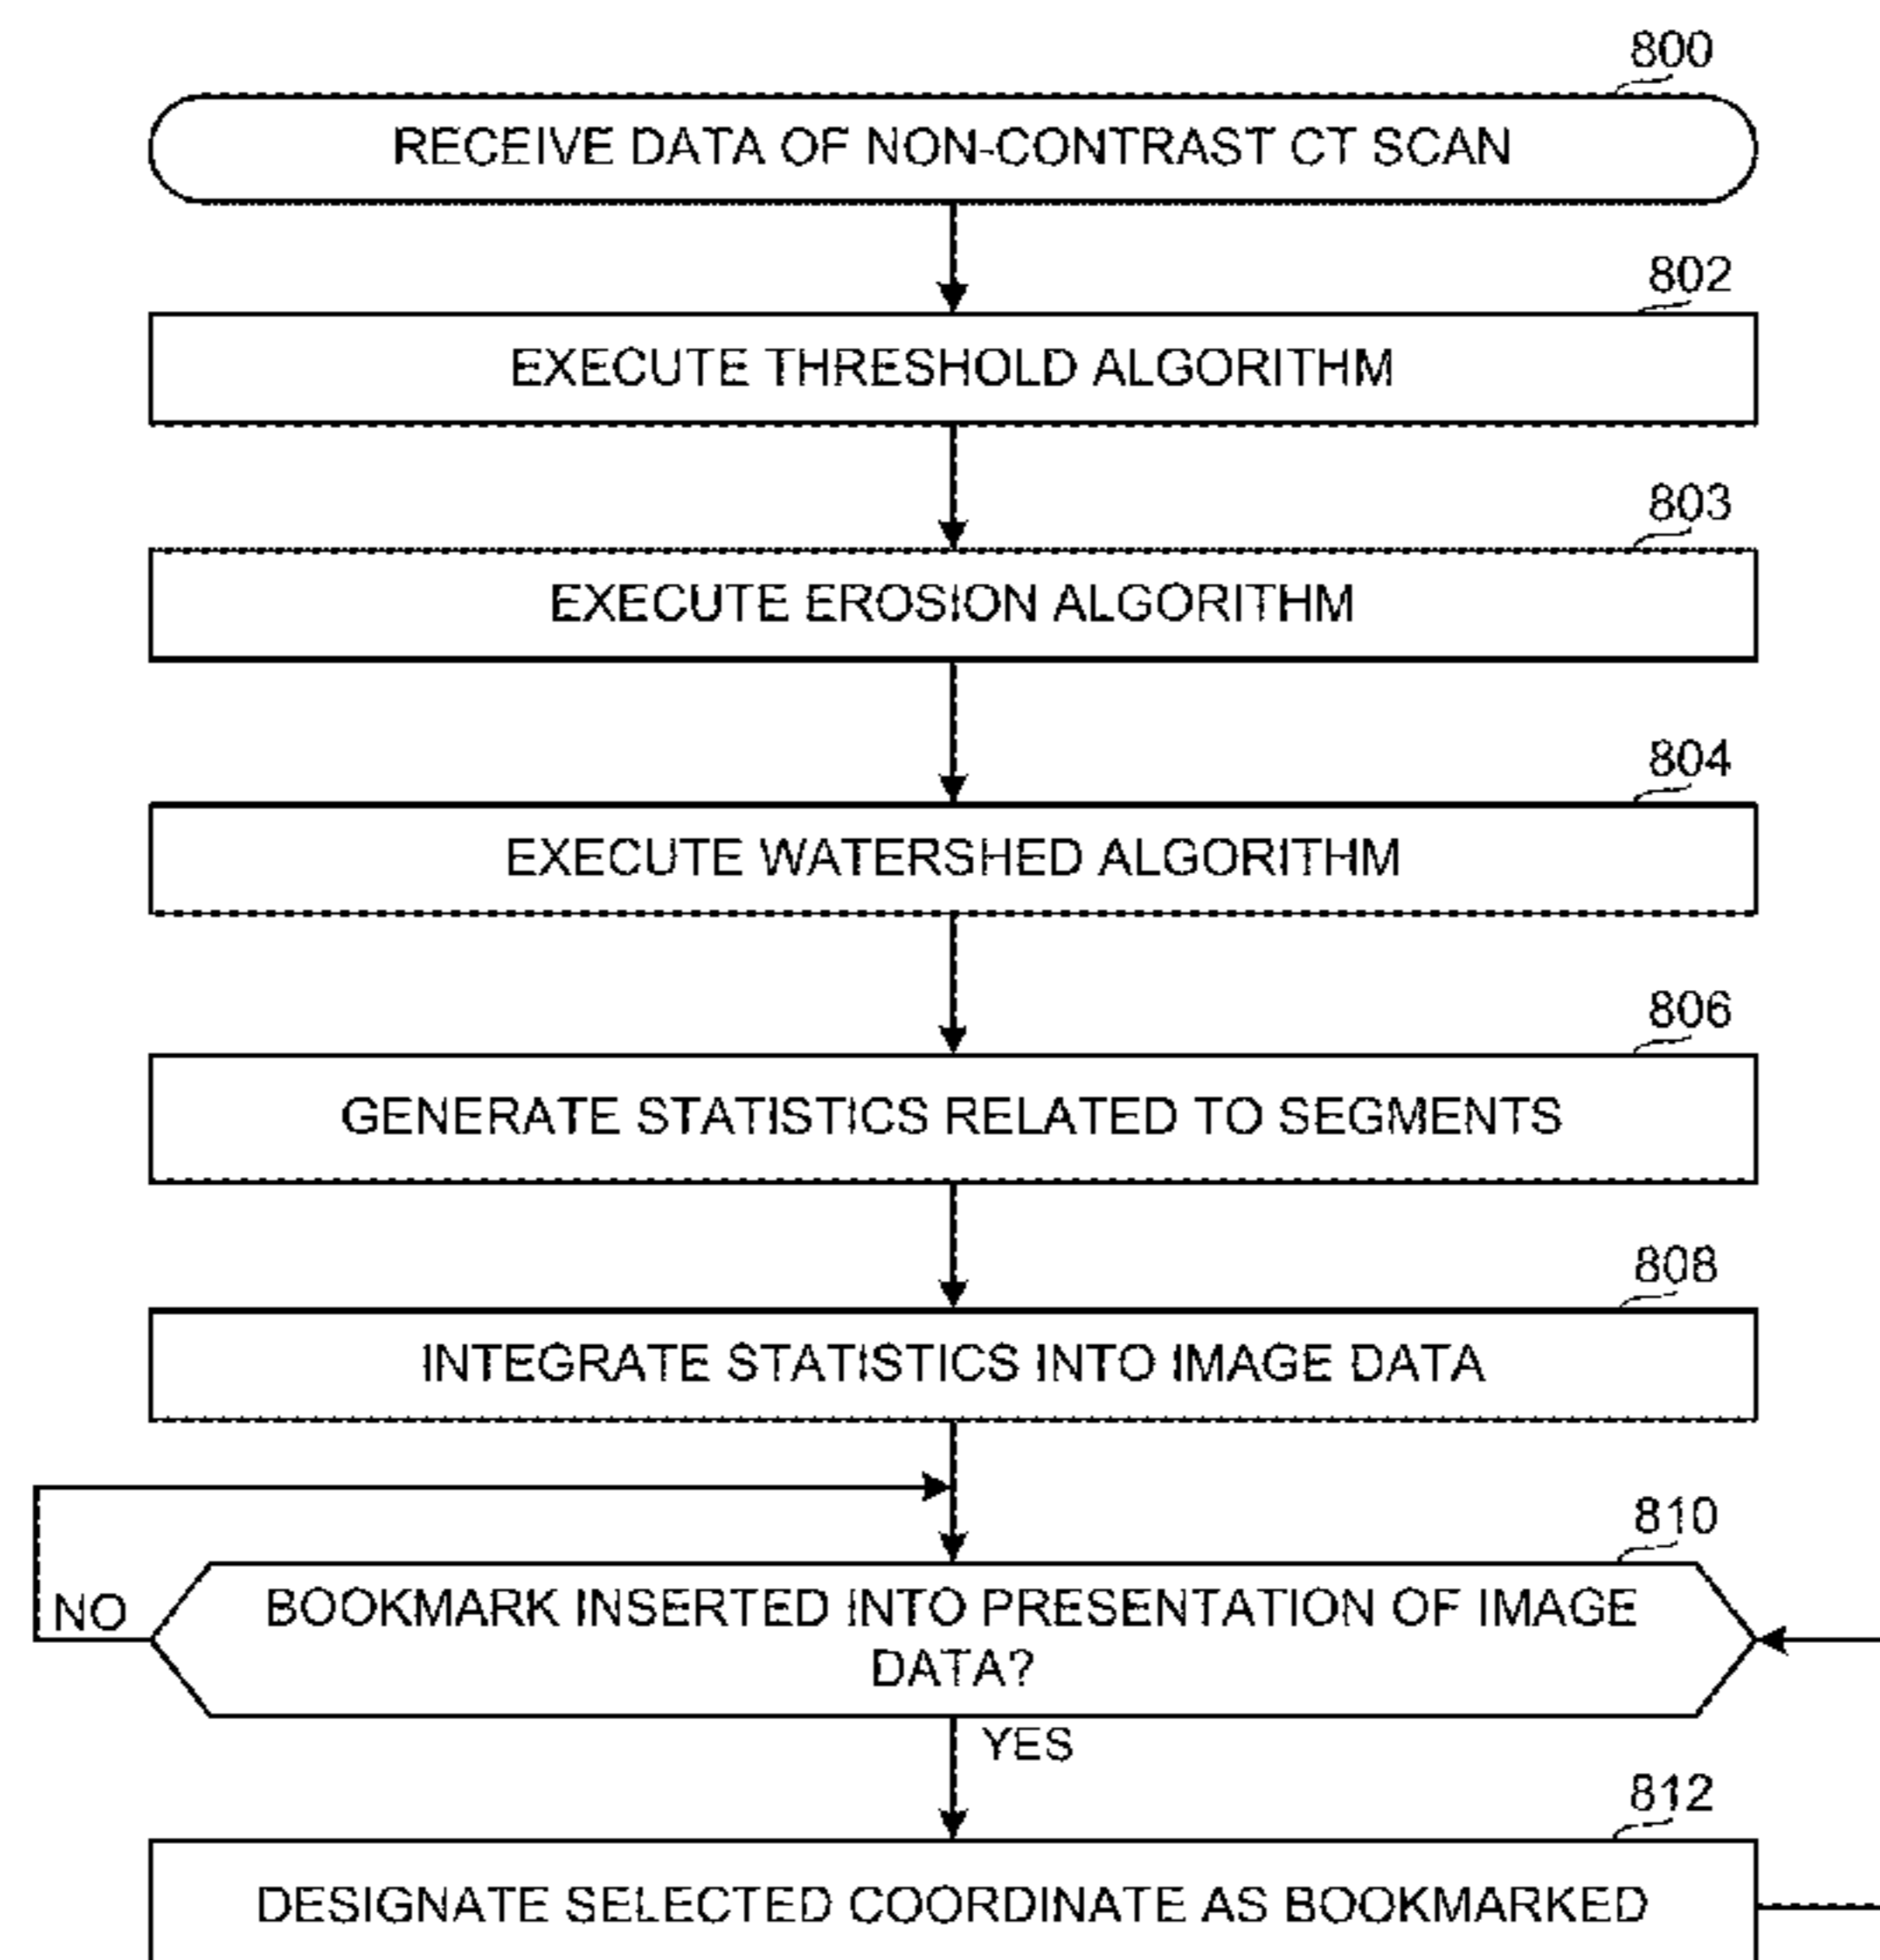 800
RECEIVE DATA OF NON-CONTRAST CT SCAN
802
EXECUTE THRESHOLD ALGORITHM
803
EXECUTE EROSION ALGORITHM
804
EXECUTE WATERSHED ALGORITHM
806
GENERATE STATISTICS RELATED TO SEGMENTS
808
INTEGRATE STATISTICS INTO IMAGE DATA
810
NO
BOOKMARK INSERTED INTO PRESENTATION OF IMAGE
DATA?
YES
812
DESIGNATE SELECTED COORDINATE AS BOOKMARKED